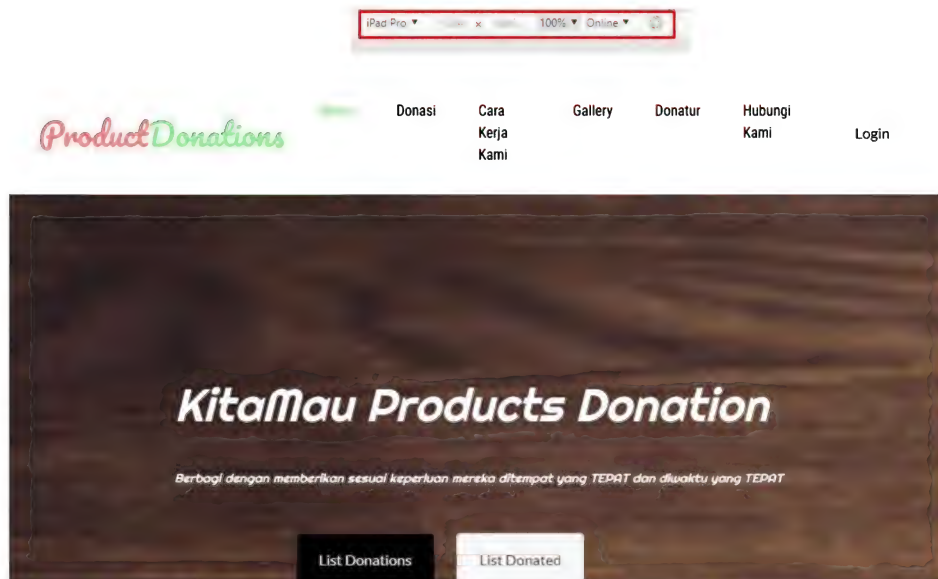 iPad Pro ▼ × 100% ▼ Online ▼
ProductDonations
Donasi
Cara
Kerja
Kami
Gallery
Donatur
Hubungi
Kami
Login
KitaMau Products Donation
Berbagi dengan memberikan sesuai keperluan mereka ditempat yang TEPAT dan diwaktu yang TEPAT
List Donations
List Donated